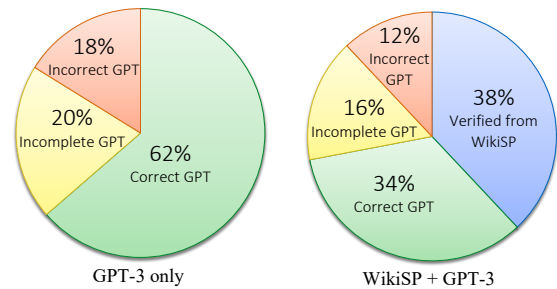 18%
Incorrect GPT
20%
Incomplete GPT
62%
Correct GPT
GPT-3 only
12%
Incorrect
GPT
38%
Verified from
WikiSP
16%
Incomplete GPT
34%
Correct GPT
WikiSP + GPT-3